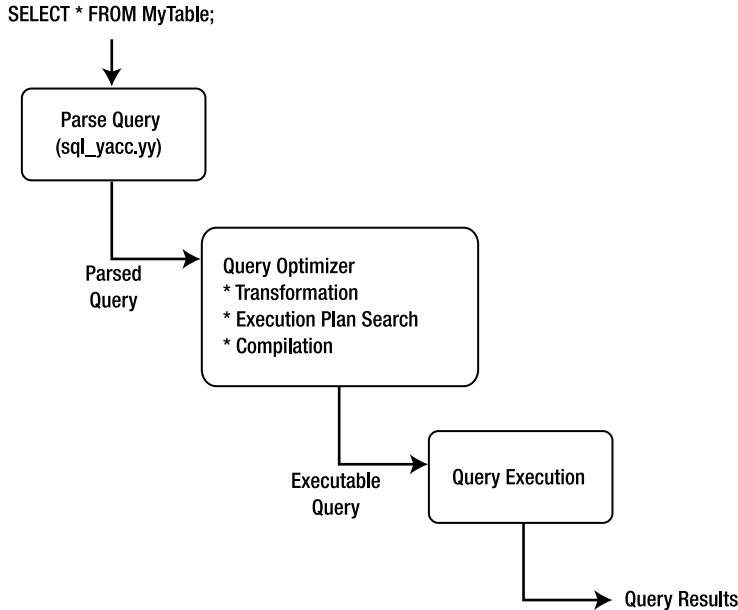 SELECT * FROM MyTable;
Parse Query
(sql_yacc.yy)
Parsed
Query
Query Optimizer
* Transformation
* Execution Plan Search
* Compilation
Executable
Query
Query Execution
Query Results